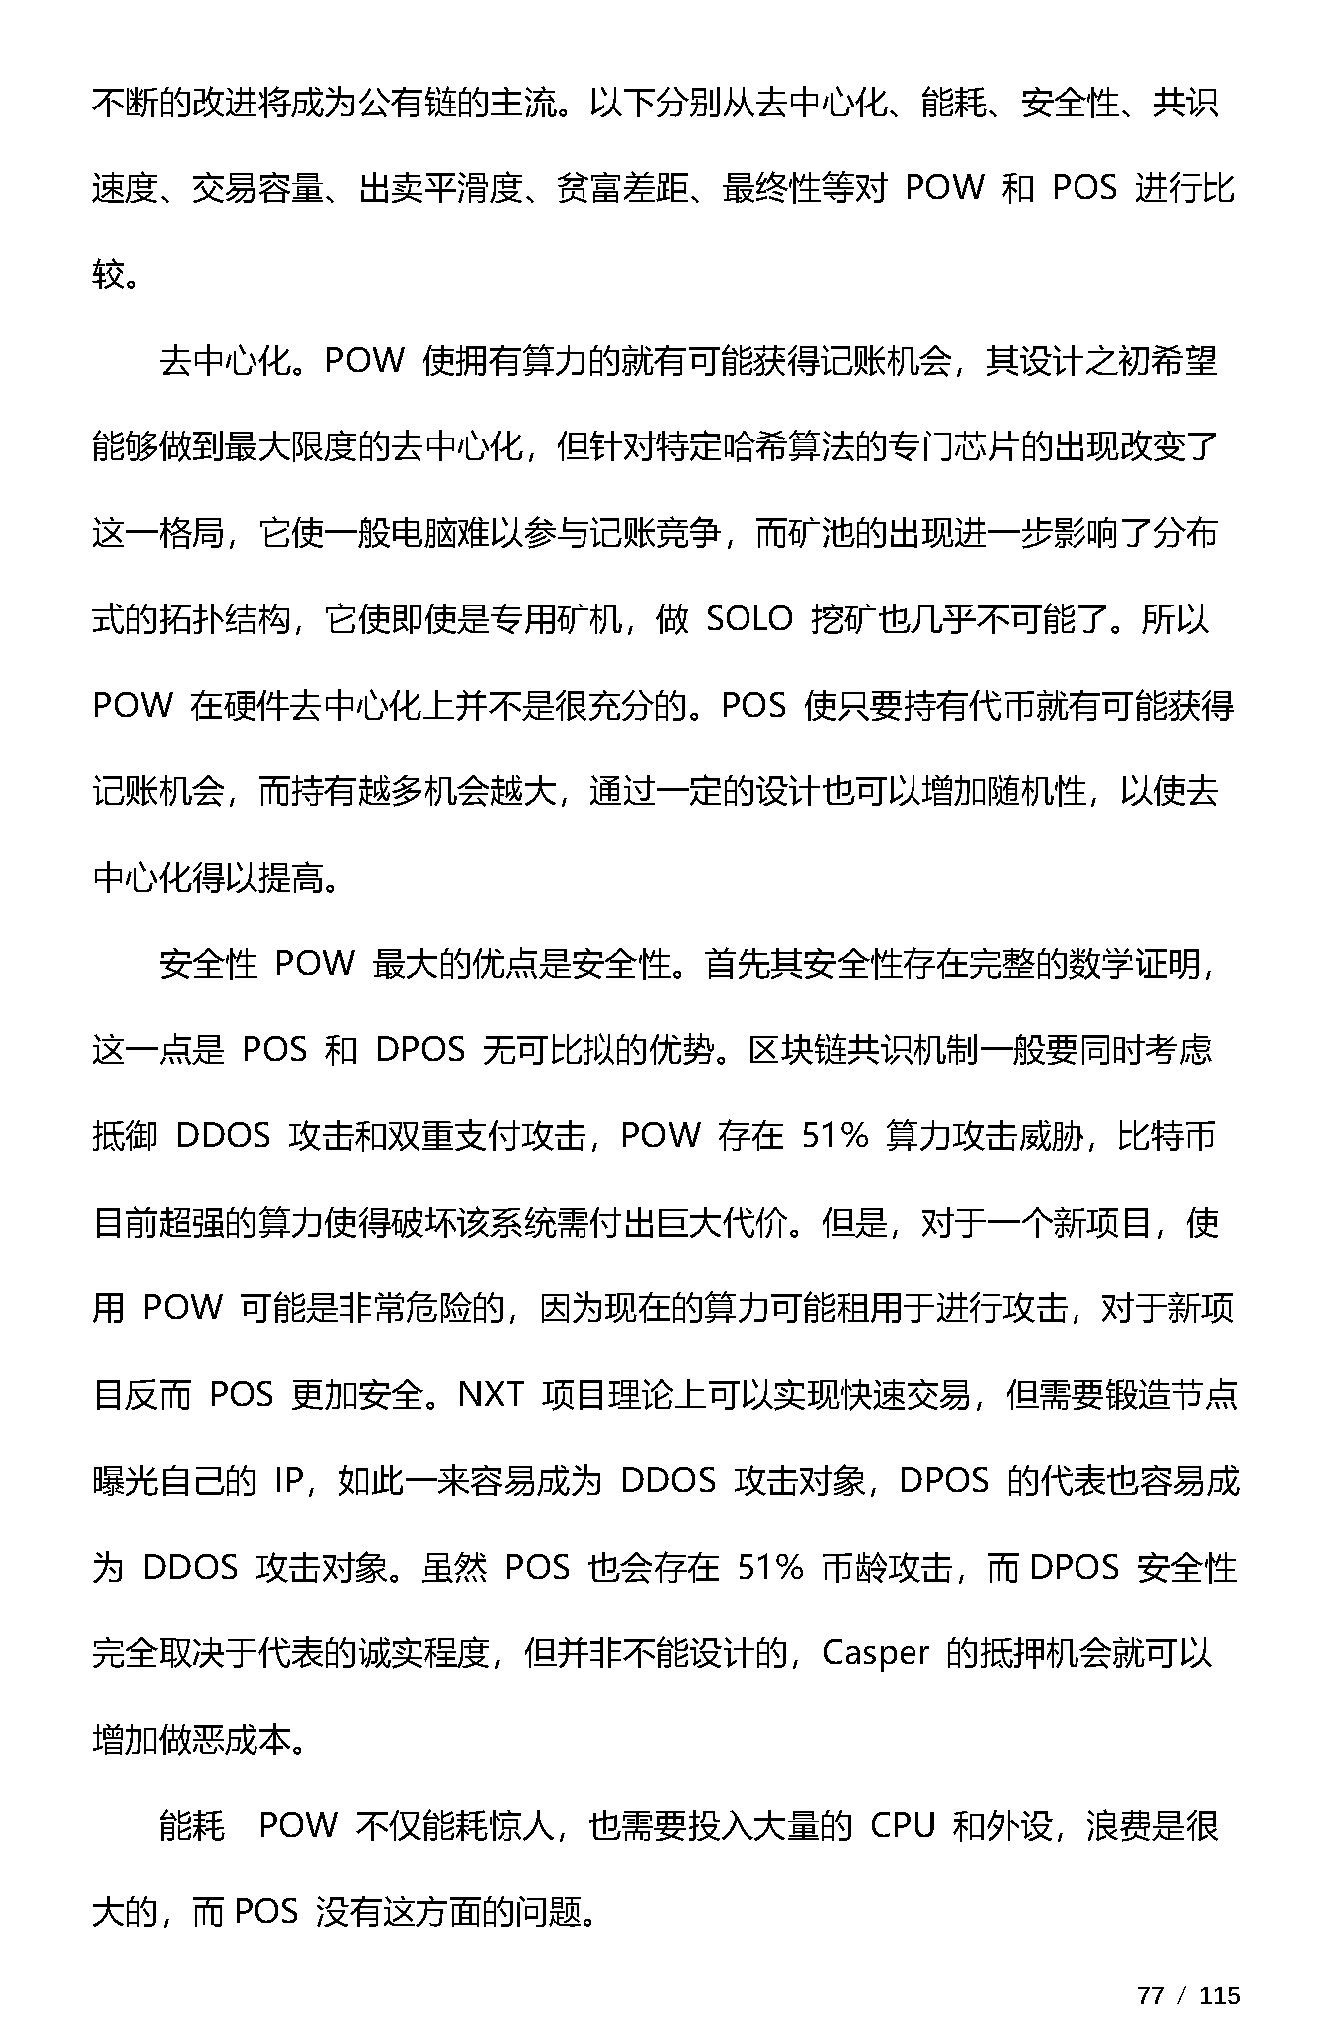 不断的改进将成为公有链的主流。以下分别从去中心化、能耗、安全性、共识
速度、交易容量、出卖平滑度、贫富差距、最终性等对 POW 和 POS 进行比
较。
去中心化。POW 使拥有算力的就有可能获得记账机会，其设计之初希望
能够做到最大限度的去中心化，但针对特定哈希算法的专门芯片的出现改变了
这一格局，它使一般电脑难以参与记账竞争，而矿池的出现进一步影响了分布
式的拓扑结构，它使即使是专用矿机，做 SOLO 挖矿也几乎不可能了。所以
POW 在硬件去中心化上并不是很充分的。POS 使只要持有代币就有可能获得
记账机会，而持有越多机会越大，通过一定的设计也可以增加随机性，以使去
中心化得以提高。
安全性 POW 最大的优点是安全性。首先其安全性存在完整的数学证明，
这一点是 POS 和 DPOS 无可比拟的优势。区块链共识机制一般要同时考虑
抵御 DDOS 攻击和双重支付攻击，POW 存在 51% 算力攻击威胁，比特币
目前超强的算力使得破坏该系统需付出巨大代价。但是，对于一个新项目，使
用 POW 可能是非常危险的，因为现在的算力可能租用于进行攻击，对于新项
目反而 POS 更加安全。NXT 项目理论上可以实现快速交易，但需要锻造节点
曝光自己的 IP，如此一来容易成为 DDOS 攻击对象，DPOS 的代表也容易成
为 DDOS 攻击对象。虽然 POS 也会存在 51% 币龄攻击，而 DPOS 安全性
完全取决于代表的诚实程度，但并非不能设计的，Casper 的抵押机会就可以
增加做恶成本。
能耗 POW 不仅能耗惊人，也需要投入大量的 CPU 和外设，浪费是很
大的，而 POS 没有这方面的问题。
77 / 115